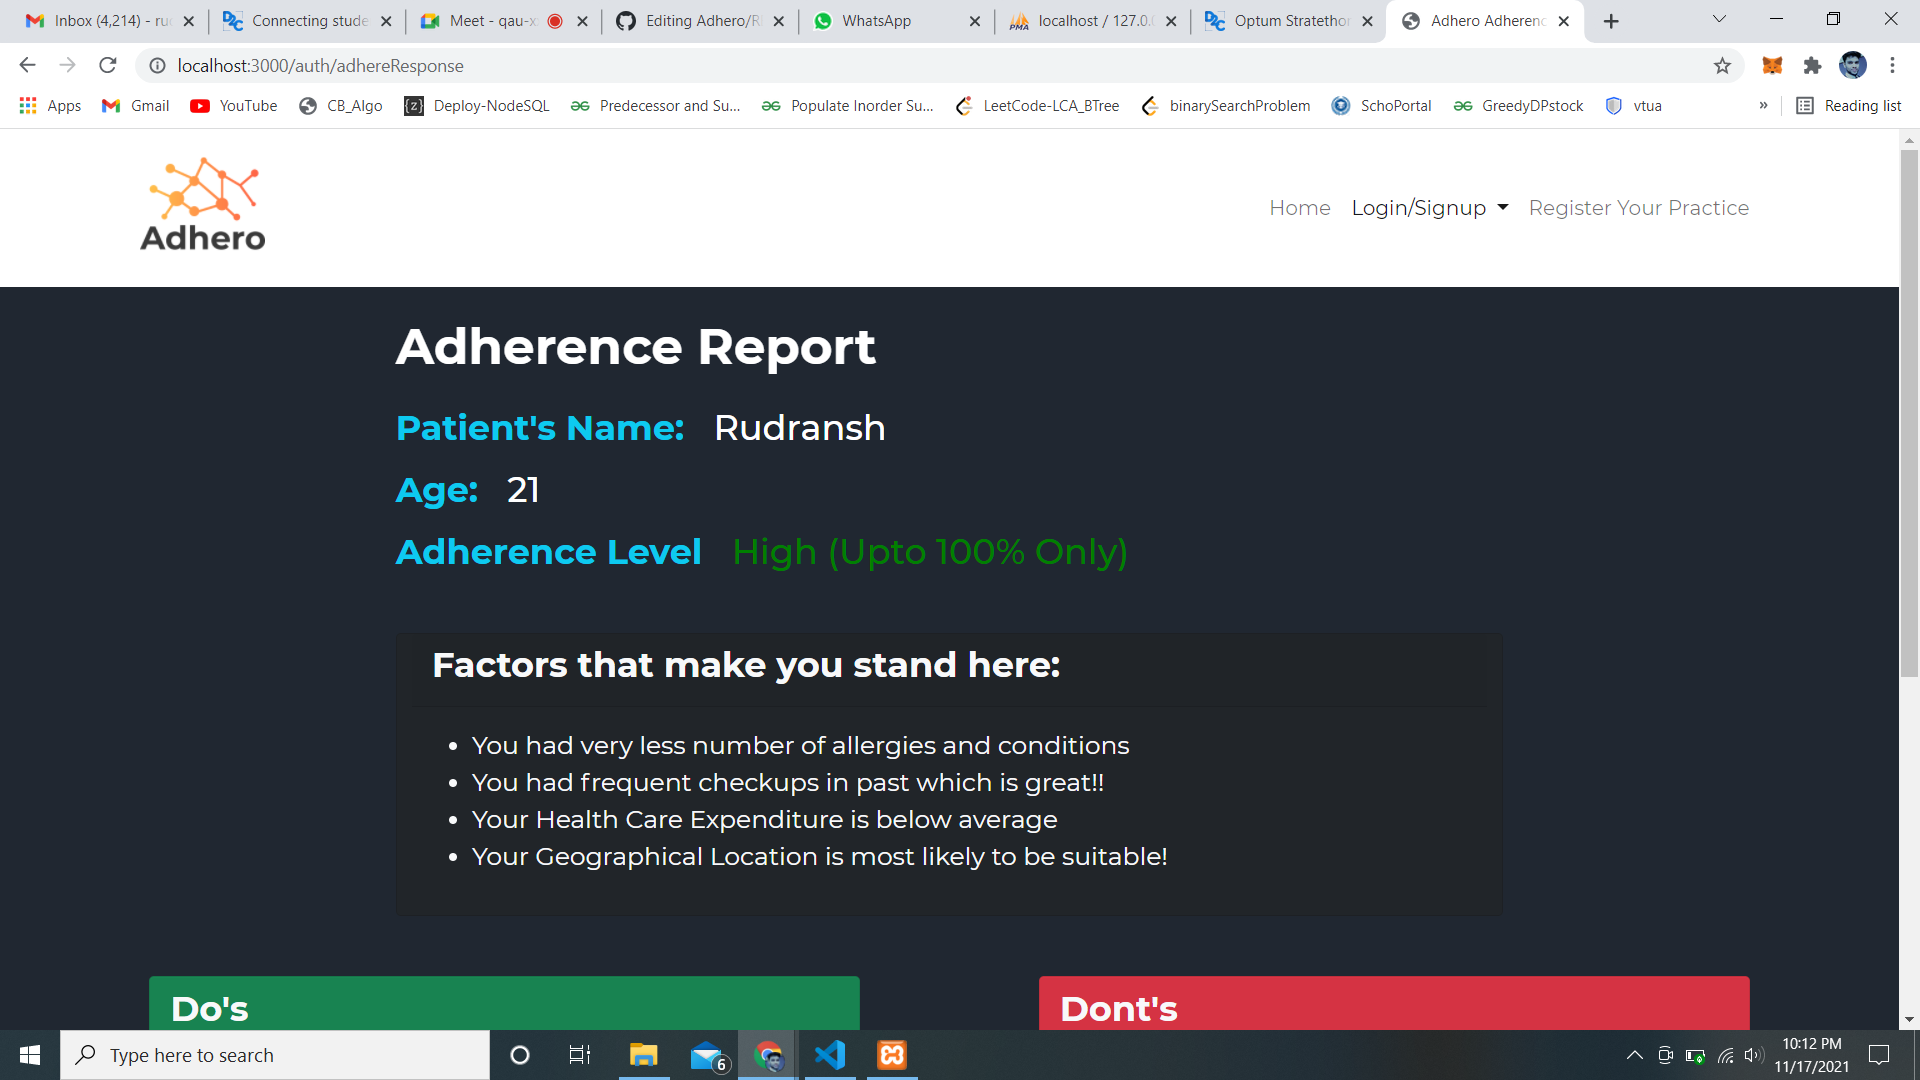 Inbox (4,214) - ru
Connecting stude
Meet - qau-x
Editing Adhero/R
WhatsApp
localhost / 127.0.
Optum Stratethon
Adhero Adherenc
localhost:3000/auth/adhereResponse
Apps
Gmail
YouTube
CB_Algo
{z}
Deploy-NodeSQL
Predecessor and Su...
Populate Inorder Su...
LeetCode-LCA_BTree
binarySearchProblem
SchoPortal
GreedyDPstock
vtua
»
Reading list
Adhero
Home
Login/Signup
Register Your Practice
Adherence Report
Patient's Name: Rudransh
Age: 21
Adherence Level High (Upto 100% Only)
Factors that make you stand here:
• You had very less number of allergies and conditions
• You had frequent checkups in past which is great!!
• Your Health Care Expenditure is below average
• Your Geographical Location is most likely to be suitable!
Do's
Dont's
Type here to search
6
10:12 PM
11/17/2021